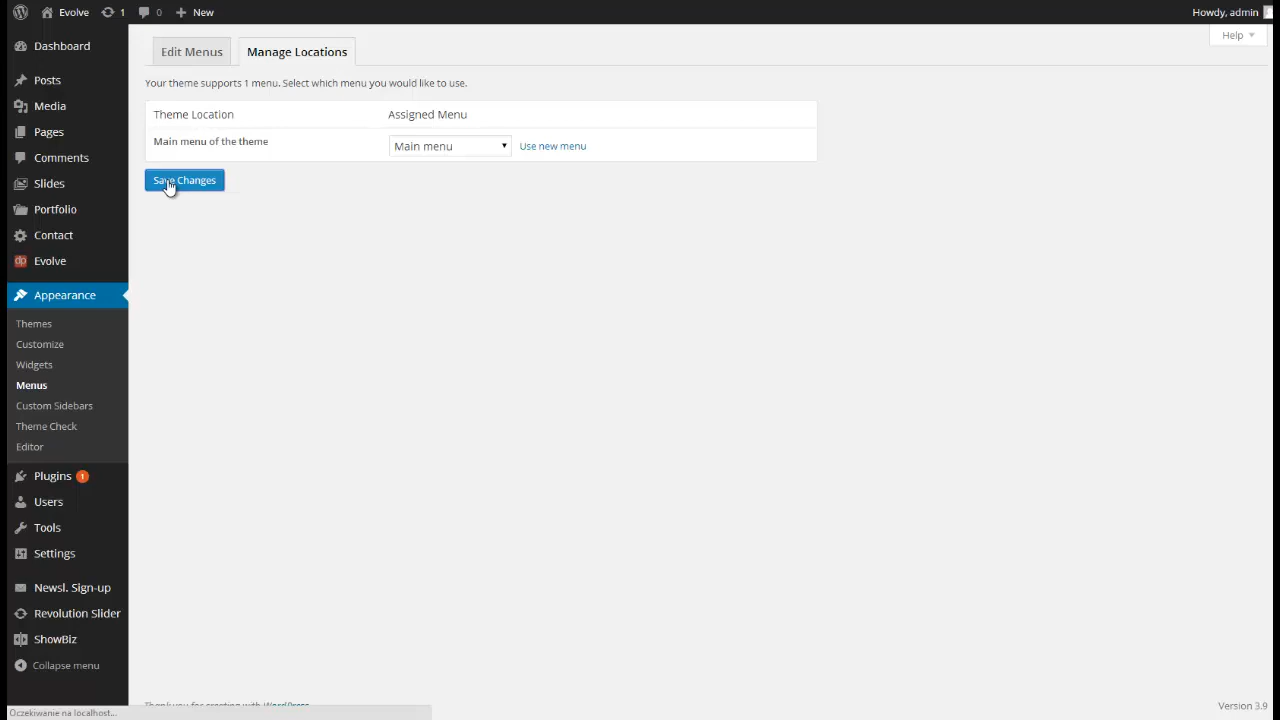 Evolve 1 0 New Howdy, admin
Help
Dashboard
Posts
Media
Pages
Comments
Slides
Portfolio
Contact
dp Evolve
Appearance
Themes
Customize
Widgets
Menus
Custom Sidebars
Theme Check
Editor
Plugins 1
Users
Tools
Settings
Newsl. Sign-up
Revolution Slider
ShowBiz
Collapse menu
Edit Menus Manage Locations
Your theme supports 1 menu. Select which menu you would like to use.
Theme Location Assigned Menu
Main menu of the theme Main menu Use new menu
Save Changes
Thank you for creating with WordPress.
Version 3.9
Oczekiwanie na localhost...